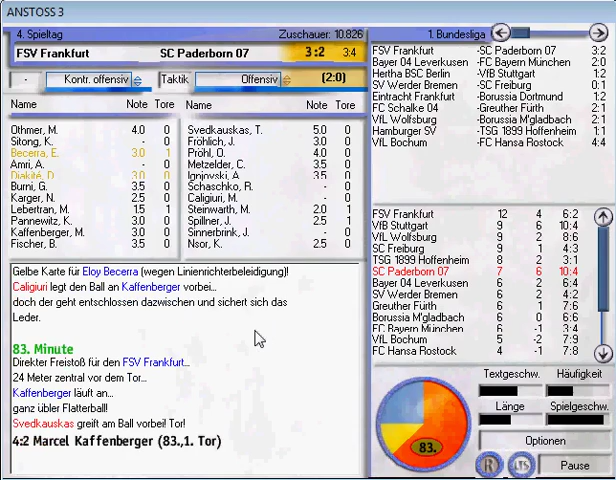 ANSTOSS 3
4. Spieltag
Zuschauer: 10.826
FSV Frankfurt SC Paderborn 07 3:2 3:4
- Kontr. offensiv Taktik Offensiv (2:0)
Name Note Tore
Othmer, M. 4.0 0
Sitong, K. - 0
Becerra, E. 3.0 1
Amri, A. - 0
Diakité, D. 3.0 0
Burni, G. 3.5 0
Karger, N. 2.5 0
Lebertran, M. 1.5 1
Pannewitz, K. 3.0 0
Kaffenberger, M. 3.0 0
Fischer, B. 3.5 0
Name Note Tore
Svedkauskas, T. 5.0 0
Fröhlich, J. 3.0 0
Pröhl, O. 4.0 0
Metzelder, C. 3.5 0
Ignjovski, A. 3.5 0
Schaschko, R. - 0
Caligiuri, M. - 0
Steinwarth, M. 2.0 1
Spillner, J. 2.5 1
Sinnerbrink, J. - 0
Nsor, K. 2.5 0
Gelbe Karte für Eloy Becerra (wegen Linienrichterbeleidigung)!
Caligiuri legt den Ball an Kaffenberger vorbei...
doch der geht entschlossen dazwischen und sichert sich das
Leder.
83. Minute
Direkter Freistoß für den FSV Frankfurt...
24 Meter zentral vor dem Tor...
Kaffenberger läuft an...
ganz übler Flatterball!
Svedkauskas greift am Ball vorbei! Tor!
4:2 Marcel Kaffenberger (83.,1. Tor)
1. Bundesliga
FSV Frankfurt -SC Paderborn 07 3:2
Bayer 04 Leverkusen -FC Bayern München 2:0
Hertha BSC Berlin -VfB Stuttgart 1:2
SV Werder Bremen -SC Freiburg 0:1
Eintracht Frankfurt -Borussia Dortmund 1:2
FC Schalke 04 -Greuther Fürth 2:1
VfL Wolfsburg -Borussia M'gladbach 2:1
Hamburger SV -TSG 1899 Hoffenheim 1:1
VfL Bochum -FC Hansa Rostock 4:4
FSV Frankfurt 12 4 6:2
VfB Stuttgart 9 6 10:4
VfL Wolfsburg 9 2 8:6
SC Freiburg 9 1 4:3
TSG 1899 Hoffenheim 8 2 3:1
SC Paderborn 07 7 6 10:4
Bayer 04 Leverkusen 6 2 6:4
SV Werder Bremen 6 2 4:2
Greuther Fürth 6 1 7:6
Borussia M'gladbach 6 0 6:6
FC Bayern München 6 -1 3:4
VfL Bochum 5 -2 7:9
FC Hansa Rostock 4 -1 7:8
Textgeschw. Häufigkeit
Länge Spielgeschw.
83.
Optionen
R LTS Pause